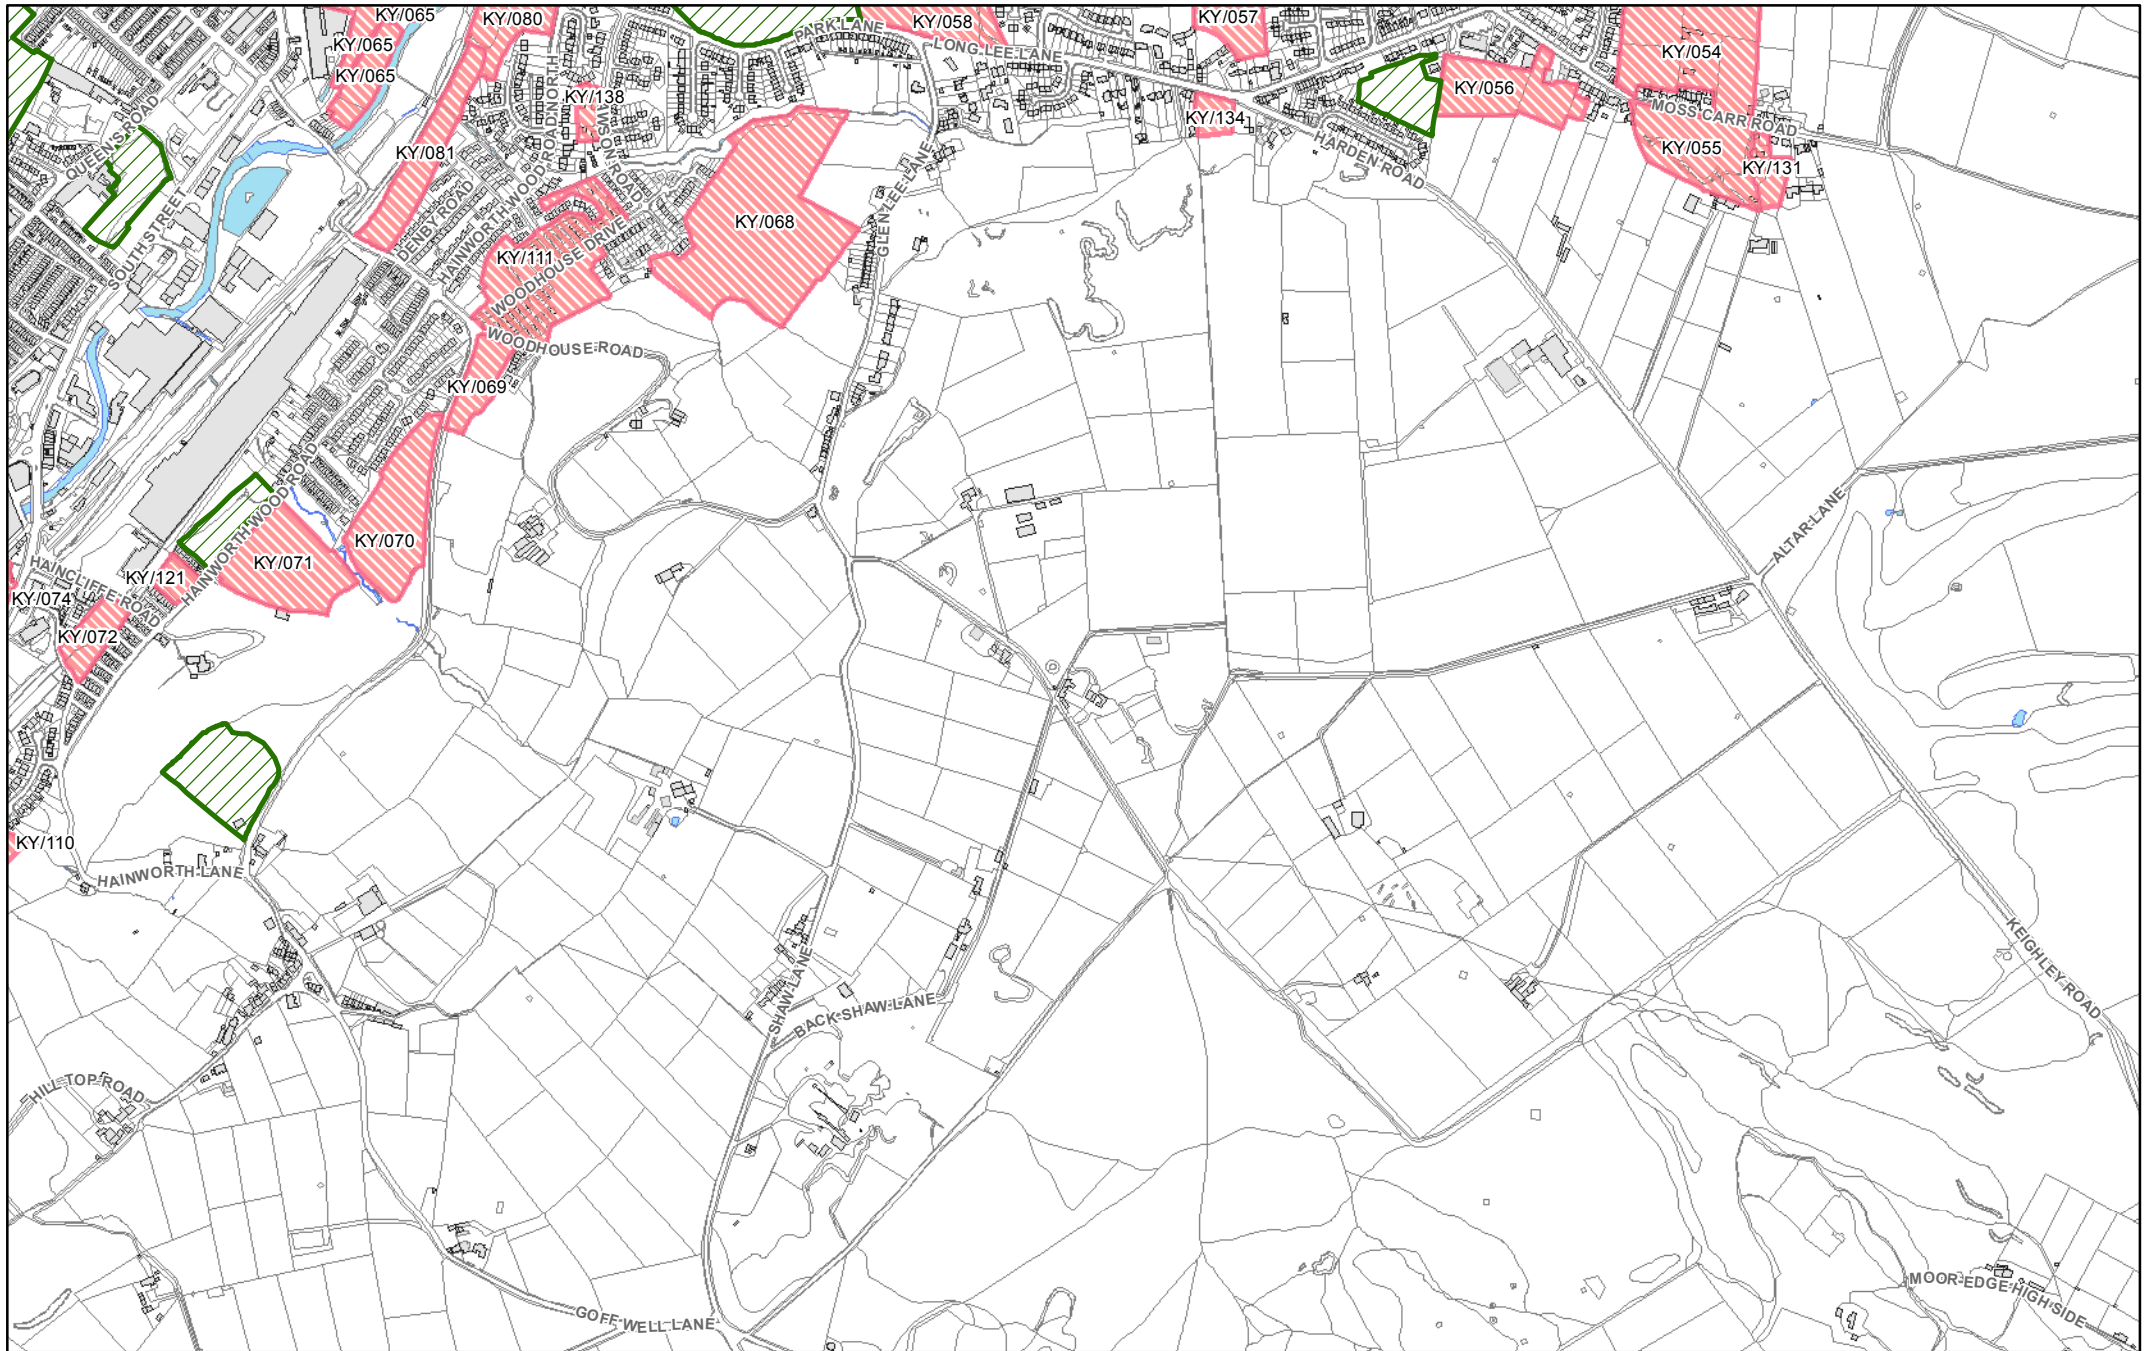 KY/065
KY/080
KY/058
KY/057
PARK LANE
LONG LEE LANE
KY/065
KY/054
KY/065
KY/056
KY/138
KY/134
MOSS CARR ROAD
QUEENS ROAD
HAINWORTH WOOD ROAD NORTH
KY/081
HARDEN ROAD
KY/055
KY/131
DENBY ROAD
GLEN LEE LANE
KY/068
SOUTH STREET
KY/111
WOODHOUSE DRIVE
WOODHOUSE ROAD
KY/069
HAINWORTH WOOD ROAD
ALTAR LANE
KY/070
KY/071
HAINCLIFFE ROAD
KY/121
KY/074
KY/072
KY/110
HAINWORTH LANE
KEIGHLEY ROAD
SHAW LANE
BACK SHAW LANE
HILL TOP ROAD
MOOR EDGE HIGH SIDE
GOFF WELL LANE